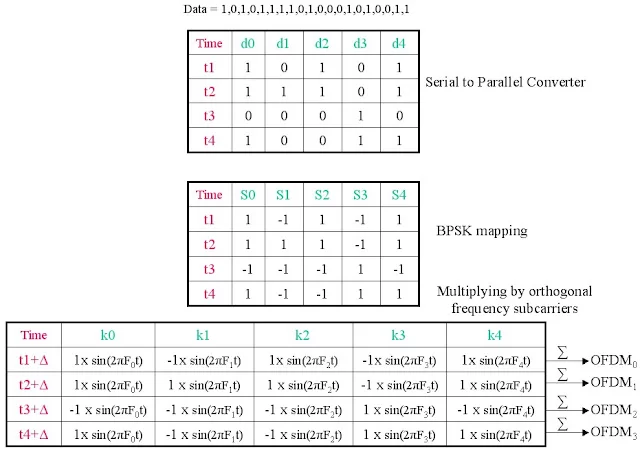 Data = 1,0,1,0,1,1,1,1,0,1,0,0,0,1,0,1,0,0,1,1
Time d0 d1 d2 d3 d4
t1 1 0 1 0 1
t2 1 1 1 0 1
t3 0 0 0 1 0
t4 1 0 0 1 1
Serial to Parallel Converter
Time S0 S1 S2 S3 S4
t1 1 -1 1 -1 1
t2 1 1 1 -1 1
t3 -1 -1 -1 1 -1
t4 1 -1 -1 1 1
BPSK mapping
Multiplying by orthogonal
frequency subcarriers
Time k0 k1 k2 k3 k4
t1+Δ 1x sin(2πF₀t) -1x sin(2πF₁t) 1x sin(2πF₂t) -1x sin(2πF₃t) 1x sin(2πF₄t) ∑ OFDM₀
t2+Δ 1x sin(2πF₀t) 1 x sin(2πF₁t) 1 x sin(2πF₂t) -1 x sin(2πF₃t) 1 x sin(2πF₄t) ∑ OFDM₁
t3+Δ -1 x sin(2πF₀t) -1 x sin(2πF₁t) -1 x sin(2πF₂t) 1 x sin(2πF₃t) -1 x sin(2πF₄t) ∑ OFDM₂
t4+Δ 1x sin(2πF₀t) -1 x sin(2πF₁t) -1 x sin(2πF₂t) 1 x sin(2πF₃t) 1 x sin(2πF₄t) ∑ OFDM₃